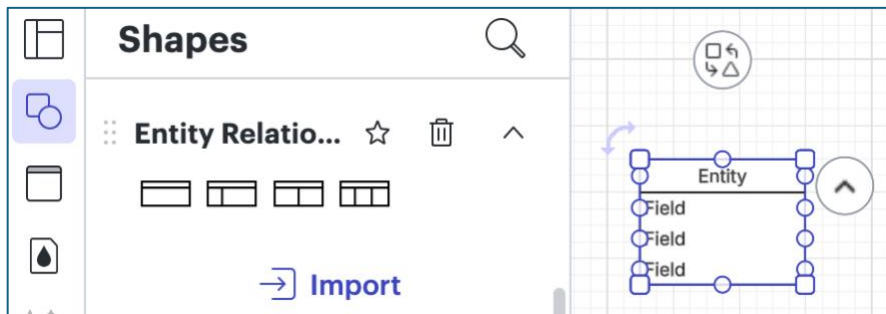 Shapes
Entity Relatio...
Import
Entity
Field
Field
Field